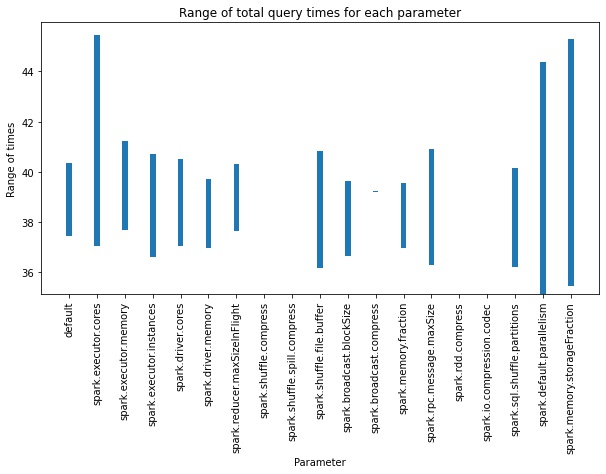 Range of total query times for each parameter
Range of times
44
42
40
38
36
default
spark.executor.cores
spark.executor.memory
spark.executor.instances
spark.driver.cores
spark.driver.memory
spark.reducer.maxSizeInFlight
spark.shuffle.compress
spark.shuffle.spill.compress
spark.shuffle.file.buffer
spark.broadcast.blockSize
spark.broadcast.compress
spark.memory.fraction
spark.rpc.message.maxSize
spark.rdd.compress
spark.io.compression.codec
spark.sql.shuffle.partitions
spark.default.parallelism
spark.memory.storageFraction
Parameter